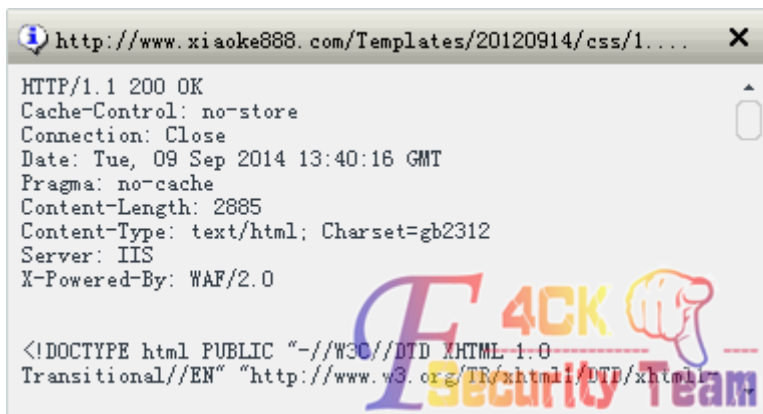 http://www.xiaoke888.com/Templates/20120914/css/1....
HTTP/1.1 200 OK
Cache-Control: no-store
Connection: Close
Date: Tue, 09 Sep 2014 13:40:16 GMT
Pragma: no-cache
Content-Length: 2885
Content-Type: text/html; Charset=gb2312
Server: IIS
X-Powered-By: WAF/2.0
<!DOCTYPE html PUBLIC "-//W3C//DTD XHTML 1.0
Transitional//EN" "http://www.w3.org/TR/xhtml1/DTD/xhtml1-
F4CK
Security Team